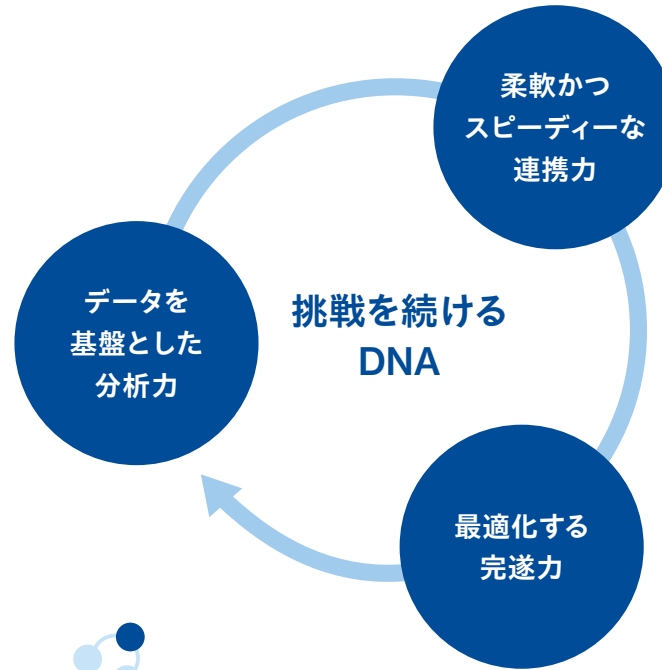 柔軟かつ
スピーディーな
連携力
データを
基盤とした
分析力
挑戦を続ける
DNA
最適化する
完遂力